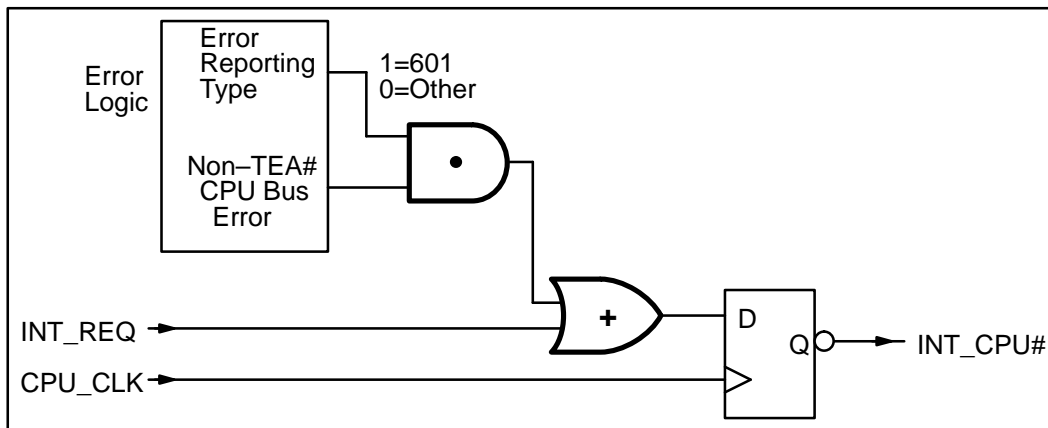 Error
Reporting
Type
1=601
0=Other
Error
Logic
Non–TEA#
CPU Bus
Error
•
+
INT_REQ
D
Q
INT_CPU#
CPU_CLK